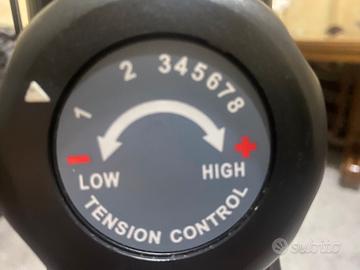 1 2 345678
- +
LOW HIGH
TENSION CONTROL
subito